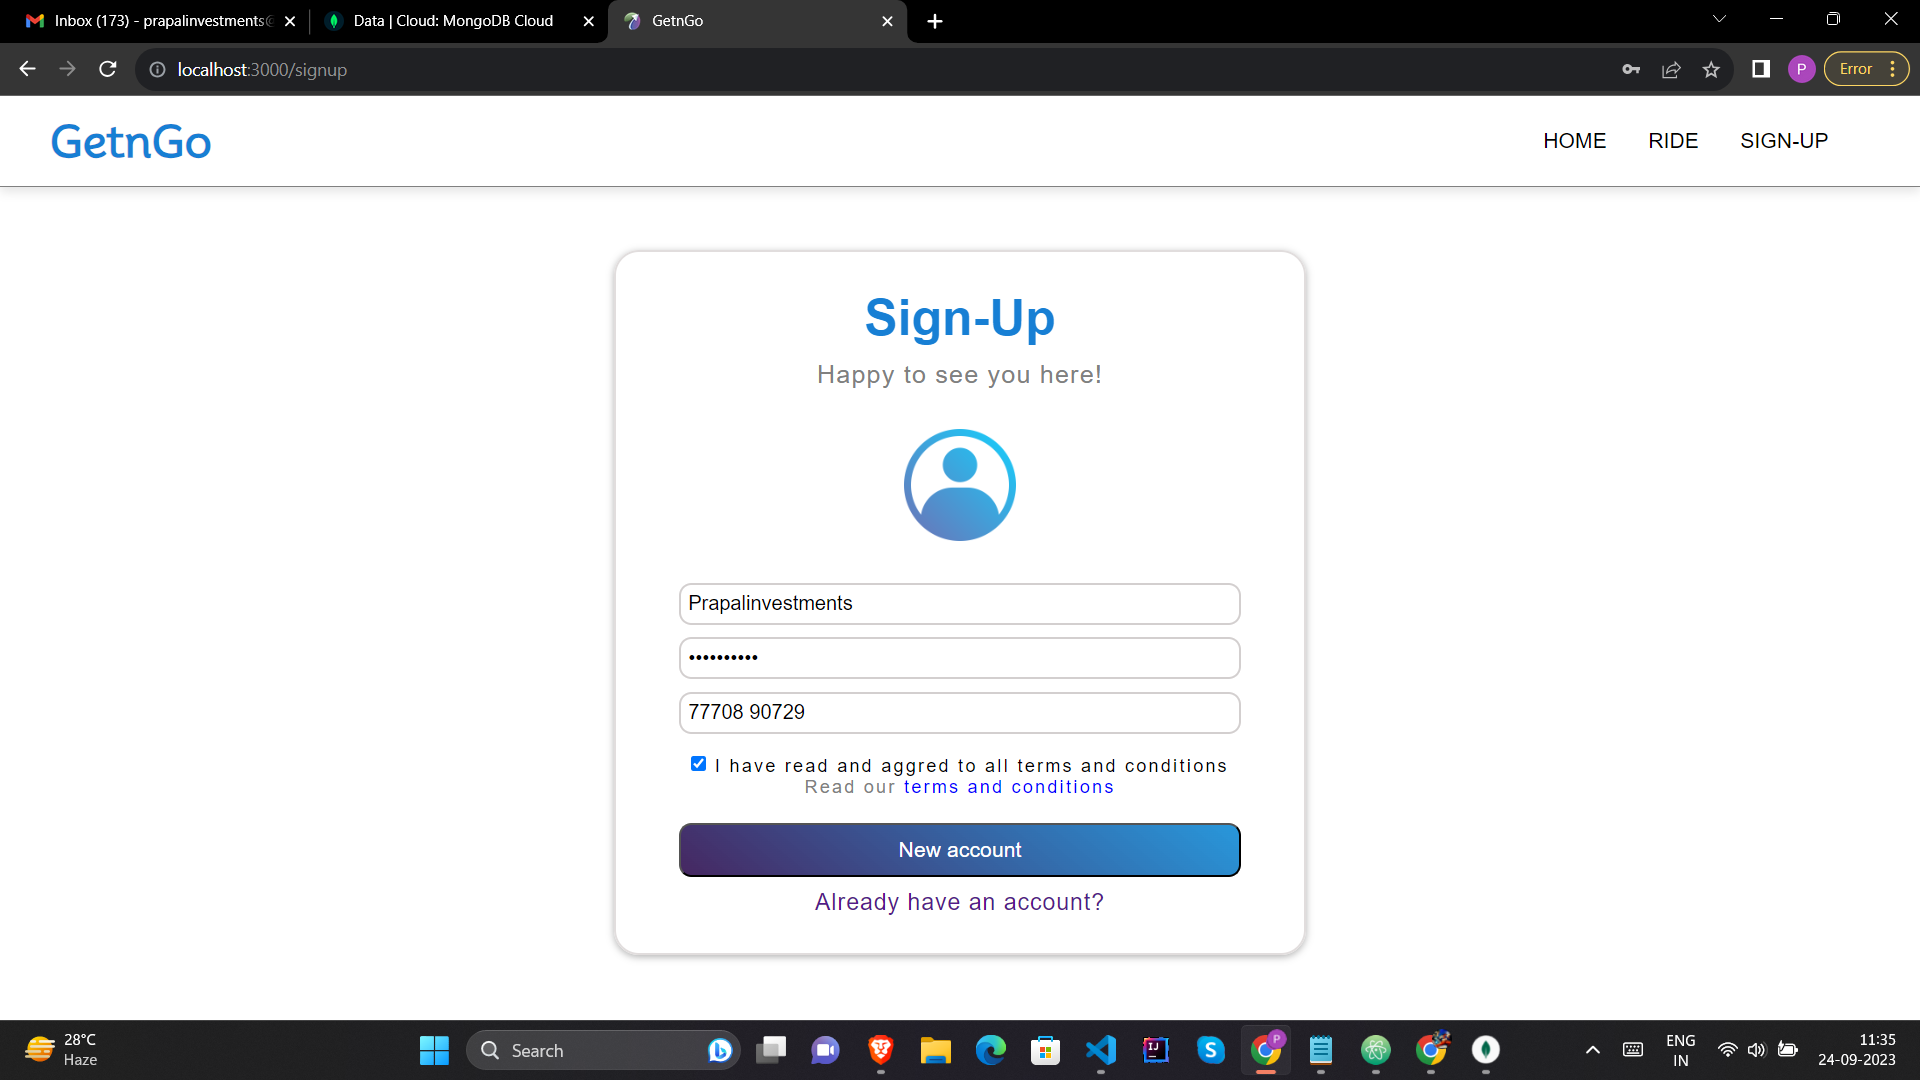 Inbox (173) - prapalinvestments@
Data | Cloud: MongoDB Cloud
GetnGo
localhost:3000/signup
P
Error
GetnGo
HOME
RIDE
SIGN-UP
Sign-Up
Happy to see you here!
Prapalinvestments
••••••••••
77708 90729
I have read and aggred to all terms and conditions
Read our terms and conditions
New account
Already have an account?
28°C
Haze
Search
ENG
IN
11:35
24-09-2023